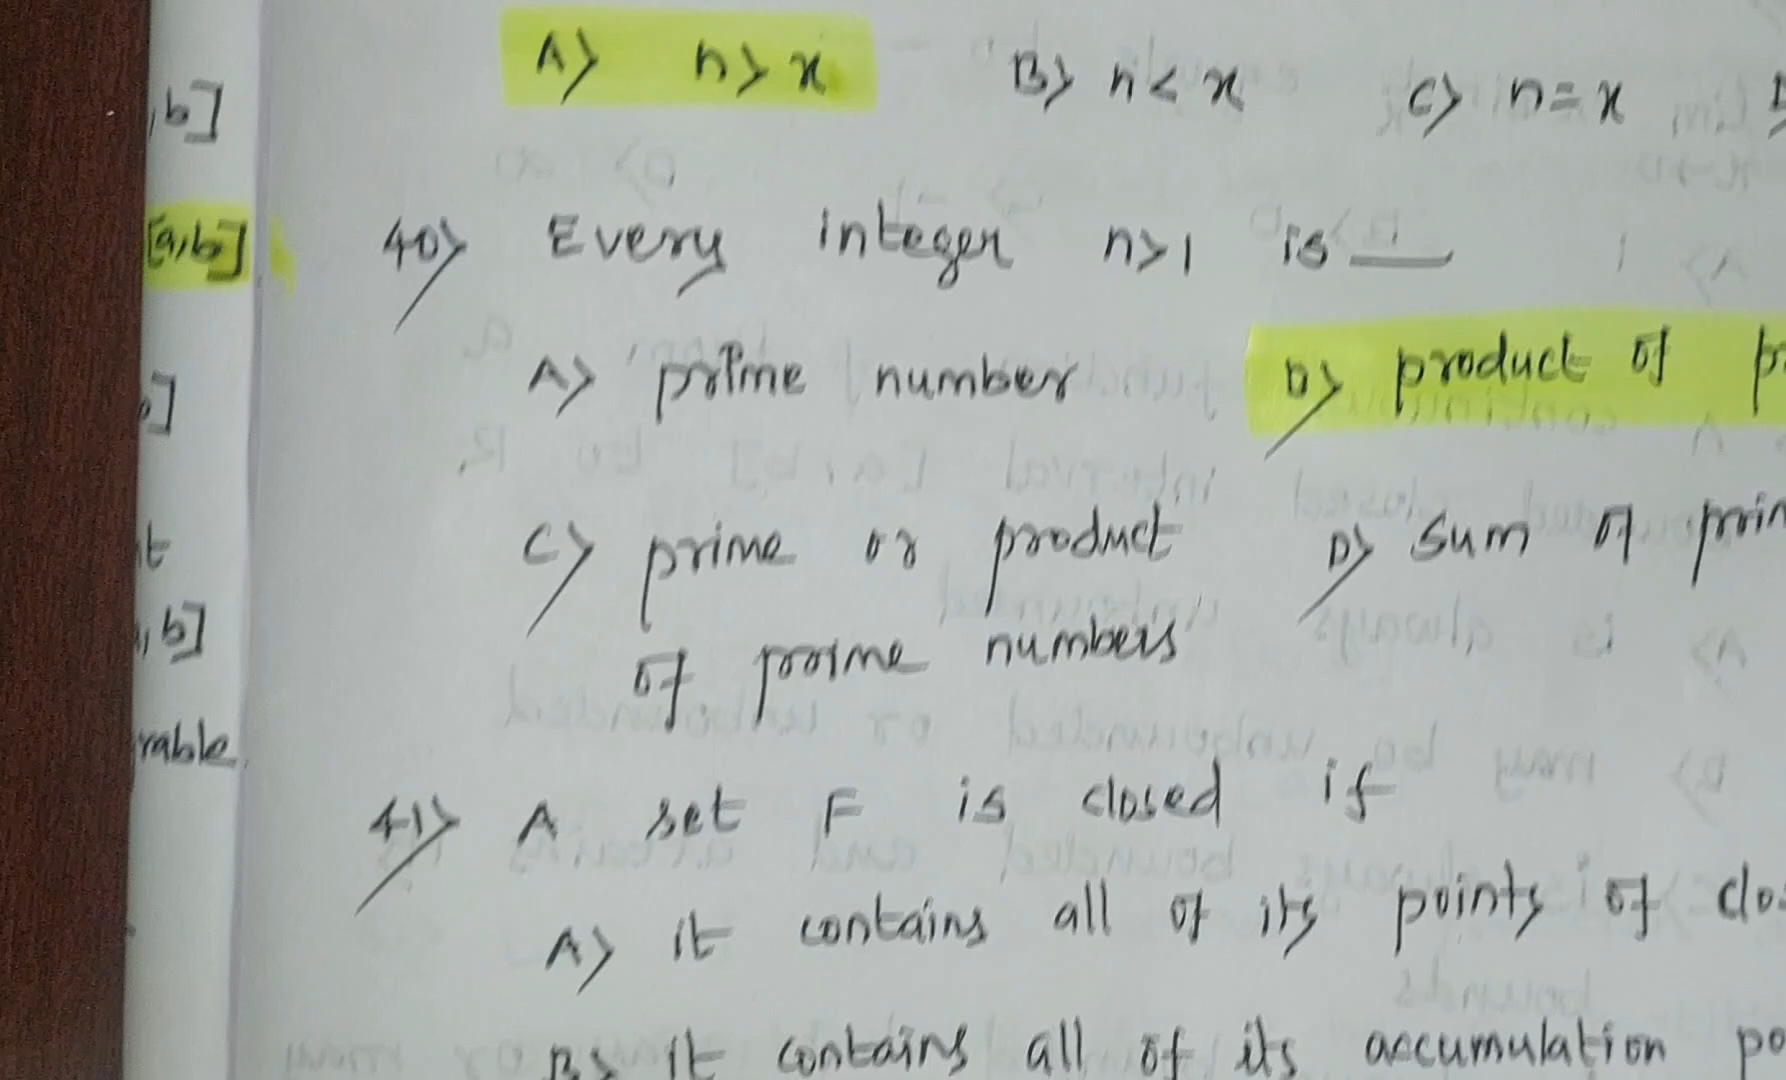 A) n > x B) n < x C) n = x
,b]
[a,b]
40) Every integer n>1 is __
A) prime number B) product of
]
C) prime or product D) sum of
t
of prime numbers
,b]
rable
41) A set F is closed if
A) it contains all of its points of
B) it contains all of its accumulation